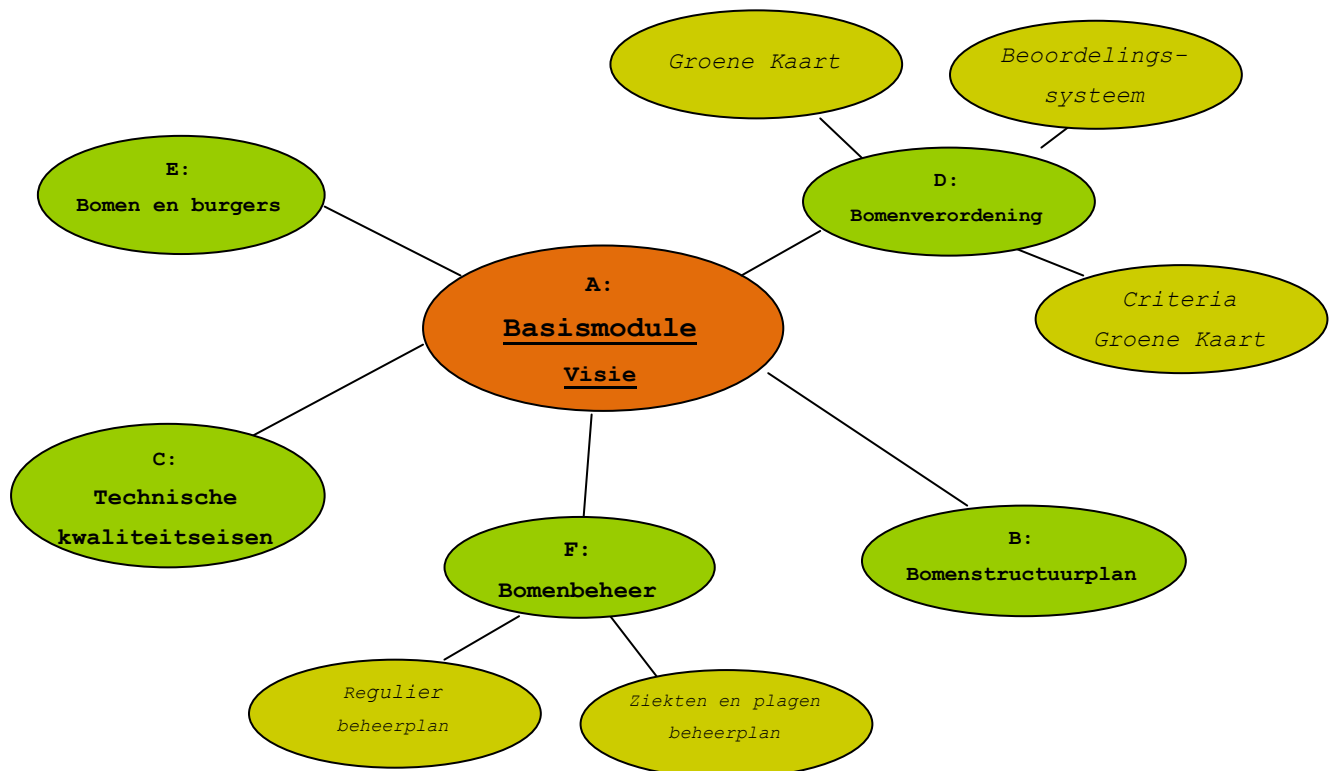 Groene Kaart
Beoordelings-
systeem
E:
Bomen en burgers
D:
Bomenverordening
A:
Basismodule
Visie
Criteria
Groene Kaart
C:
Technische
kwaliteitseisen
F:
Bomenbeheer
B:
Bomenstructuurplan
Regulier
beheerplan
Ziekten en plagen
beheerplan